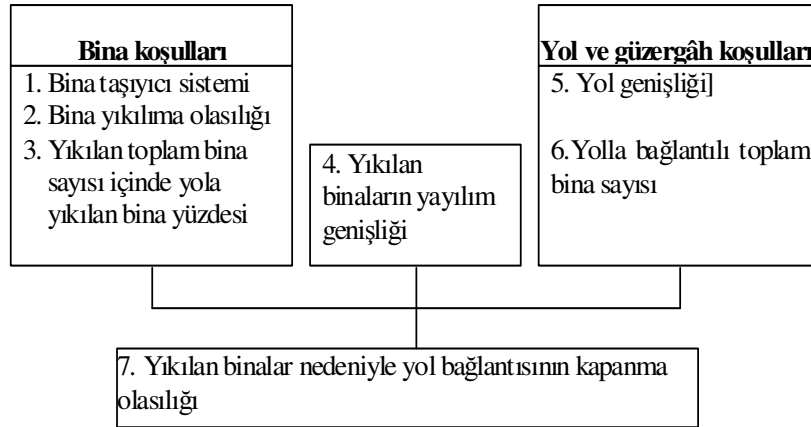 Bina koşulları
1. Bina taşıyıcı sistemi
2. Bina yıkılıma olasılığı
3. Yıkılan toplam bina
sayısı içinde yola
yıkılan bina yüzdesi
4. Yıkılan
binaların yayılım
genişliği
Yol ve güzergâh koşulları
5. Yol genişliği]
6.Yolla bağlantılı toplam
bina sayısı
7. Yıkılan binalar nedeniyle yol bağlantısının kapanma
olasılığı